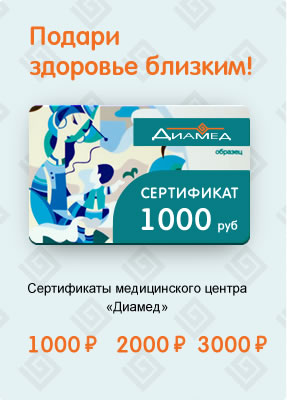 Подари
здоровье близким!
ДИАМЕД
образец
СЕРТИФИКАТ
1000 руб
Сертификаты медицинского центра
«Диамед»
1000 ₽ 2000 ₽ 3000 ₽